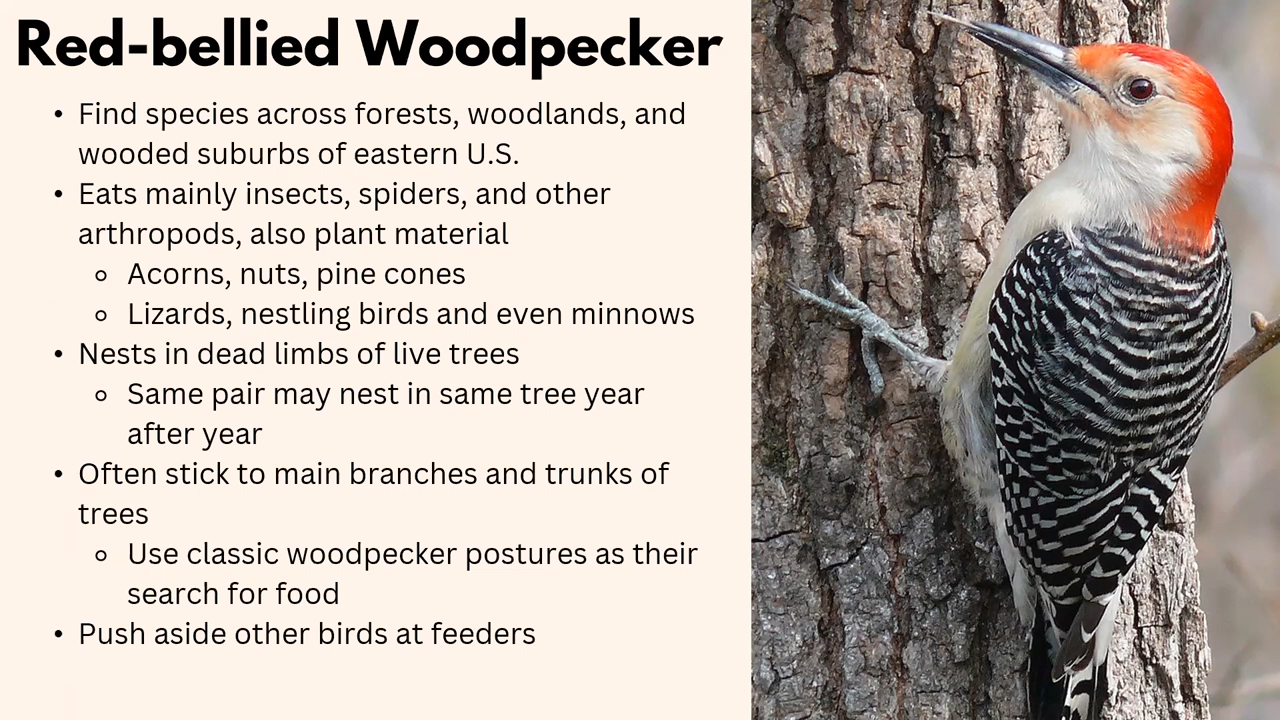 Red-bellied Woodpecker
• Find species across forests, woodlands, and
wooded suburbs of eastern U.S.
• Eats mainly insects, spiders, and other
arthropods, also plant material
◦ Acorns, nuts, pine cones
◦ Lizards, nestling birds and even minnows
• Nests in dead limbs of live trees
◦ Same pair may nest in same tree year
after year
• Often stick to main branches and trunks of
trees
◦ Use classic woodpecker postures as their
search for food
• Push aside other birds at feeders